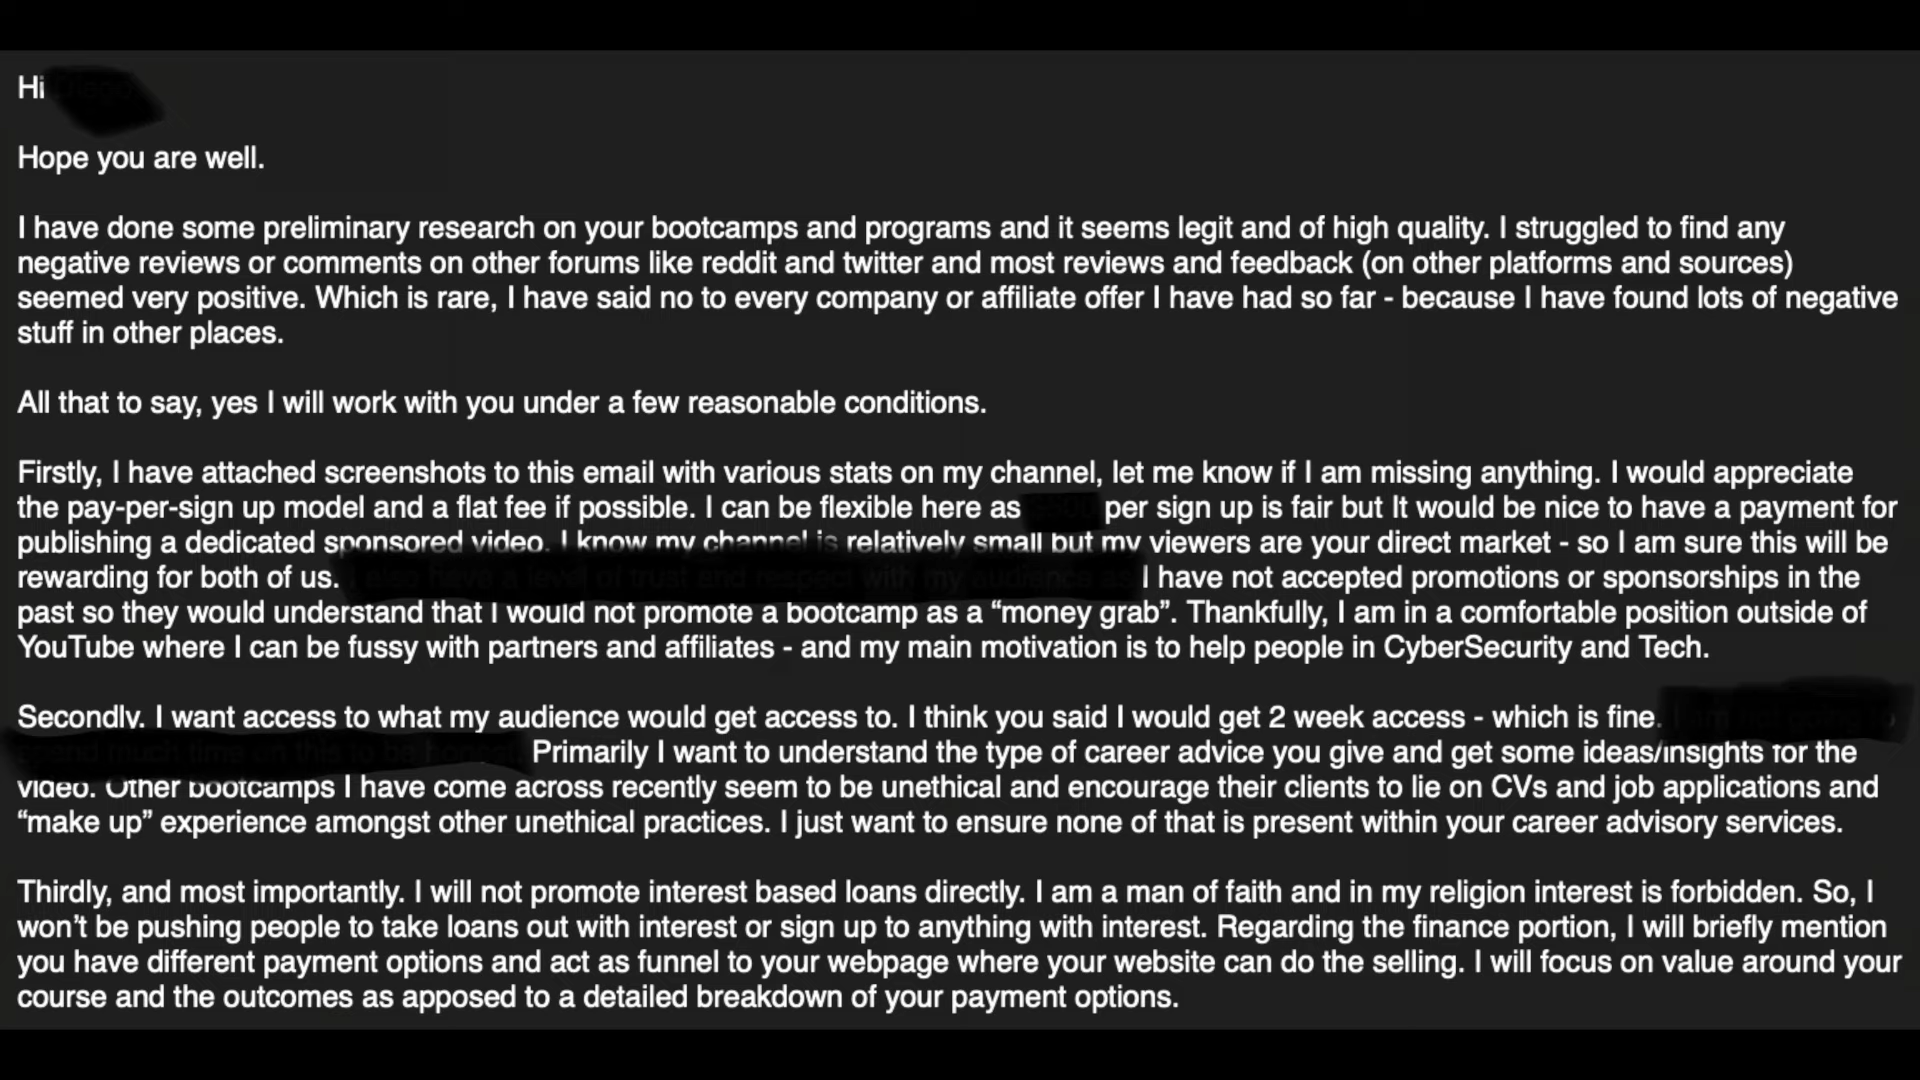 Hi
Hope you are well.
I have done some preliminary research on your bootcamps and programs and it seems legit and of high quality. I struggled to find any
negative reviews or comments on other forums like reddit and twitter and most reviews and feedback (on other platforms and sources)
seemed very positive. Which is rare, I have said no to every company or affiliate offer I have had so far - because I have found lots of negative
stuff in other places.
All that to say, yes I will work with you under a few reasonable conditions.
Firstly, I have attached screenshots to this email with various stats on my channel, let me know if I am missing anything. I would appreciate
the pay-per-sign up model and a flat fee if possible. I can be flexible here as per sign up is fair but It would be nice to have a payment for
publishing a dedicated sponsored video. I know my channel is relatively small but my viewers are your direct market - so I am sure this will be
rewarding for both of us. I have not accepted promotions or sponsorships in the
past so they would understand that I would not promote a bootcamp as a “money grab”. Thankfully, I am in a comfortable position outside of
YouTube where I can be fussy with partners and affiliates - and my main motivation is to help people in CyberSecurity and Tech.
Secondly. I want access to what my audience would get access to. I think you said I would get 2 week access - which is fine.
Primarily I want to understand the type of career advice you give and get some ideas/insights for the
video. Other bootcamps I have come across recently seem to be unethical and encourage their clients to lie on CVs and job applications and
“make up” experience amongst other unethical practices. I just want to ensure none of that is present within your career advisory services.
Thirdly, and most importantly. I will not promote interest based loans directly. I am a man of faith and in my religion interest is forbidden. So, I
won’t be pushing people to take loans out with interest or sign up to anything with interest. Regarding the finance portion, I will briefly mention
you have different payment options and act as funnel to your webpage where your website can do the selling. I will focus on value around your
course and the outcomes as apposed to a detailed breakdown of your payment options.